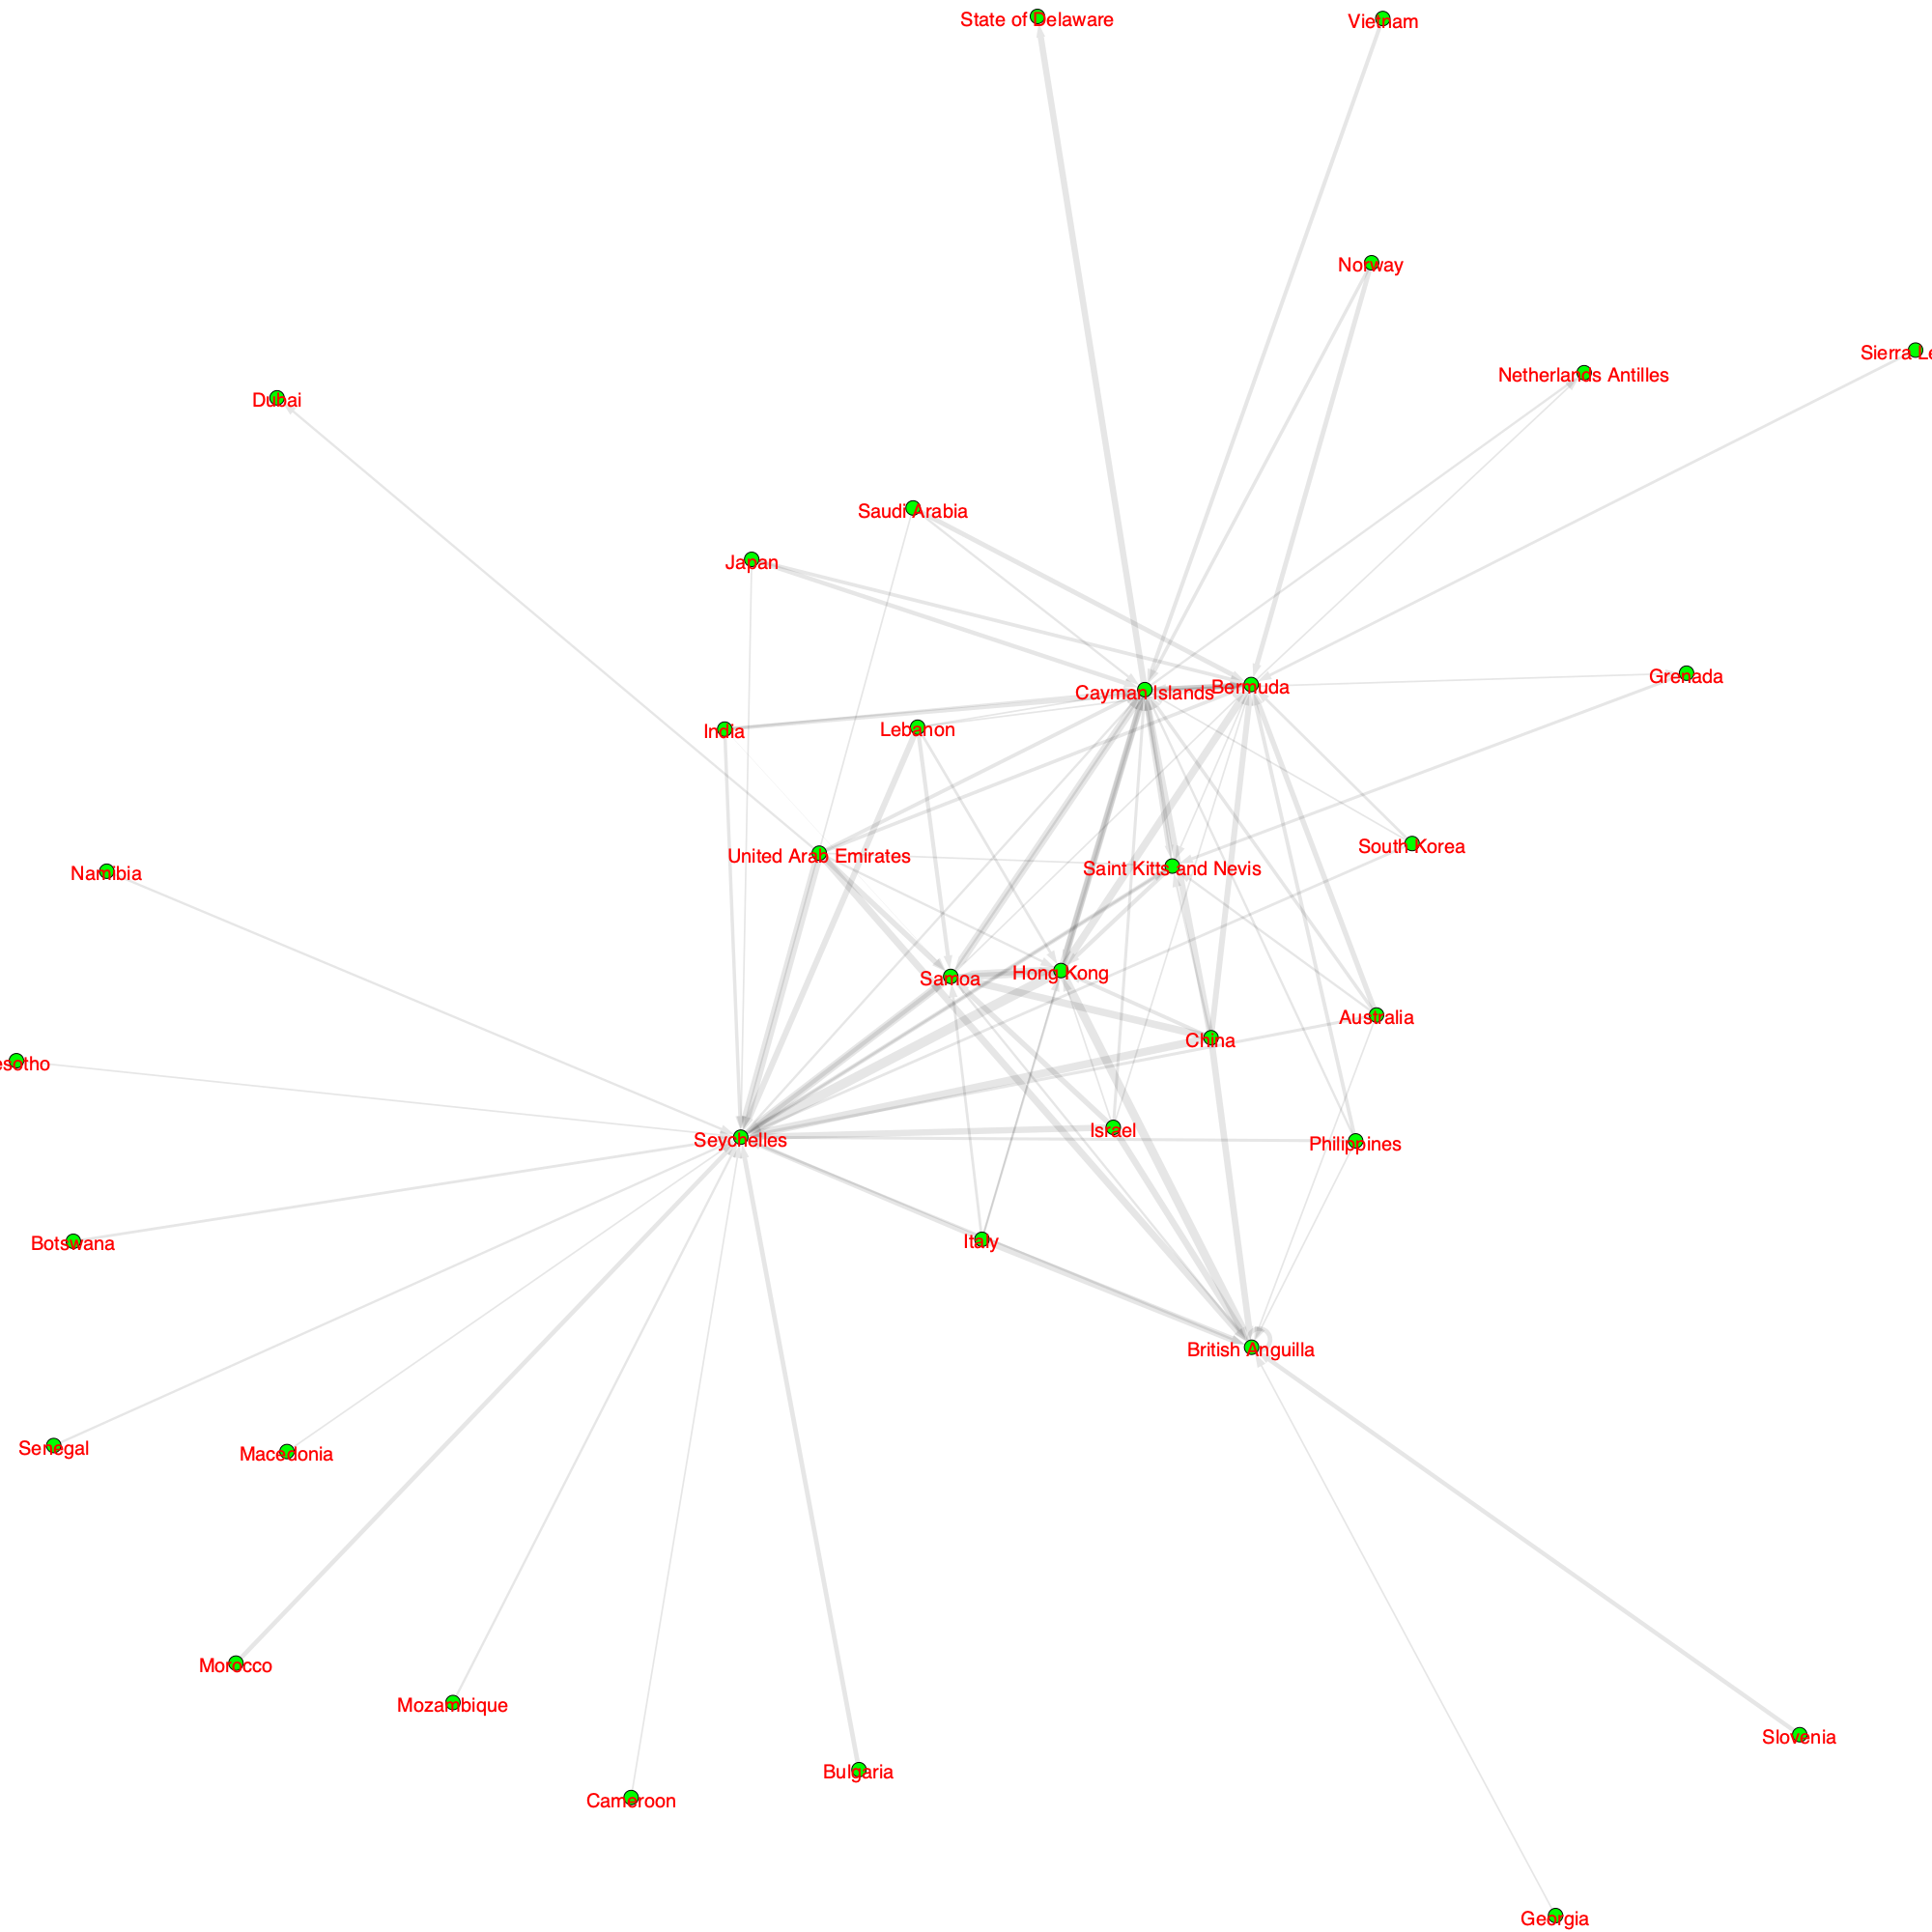 State of Delaware
Vietnam
Norway
Sierra Le
Netherlands Antilles
Dubai
Saudi Arabia
Japan
Grenada
Cayman Islands
Bermuda
India
Lebanon
South Korea
United Arab Emirates
Saint Kitts and Nevis
Namibia
Samoa
Hong Kong
Australia
China
esotho
Seychelles
Israel
Philippines
Botswana
Italy
British Anguilla
Senegal
Macedonia
Morocco
Mozambique
Slovenia
Bulgaria
Cameroon
Georgia